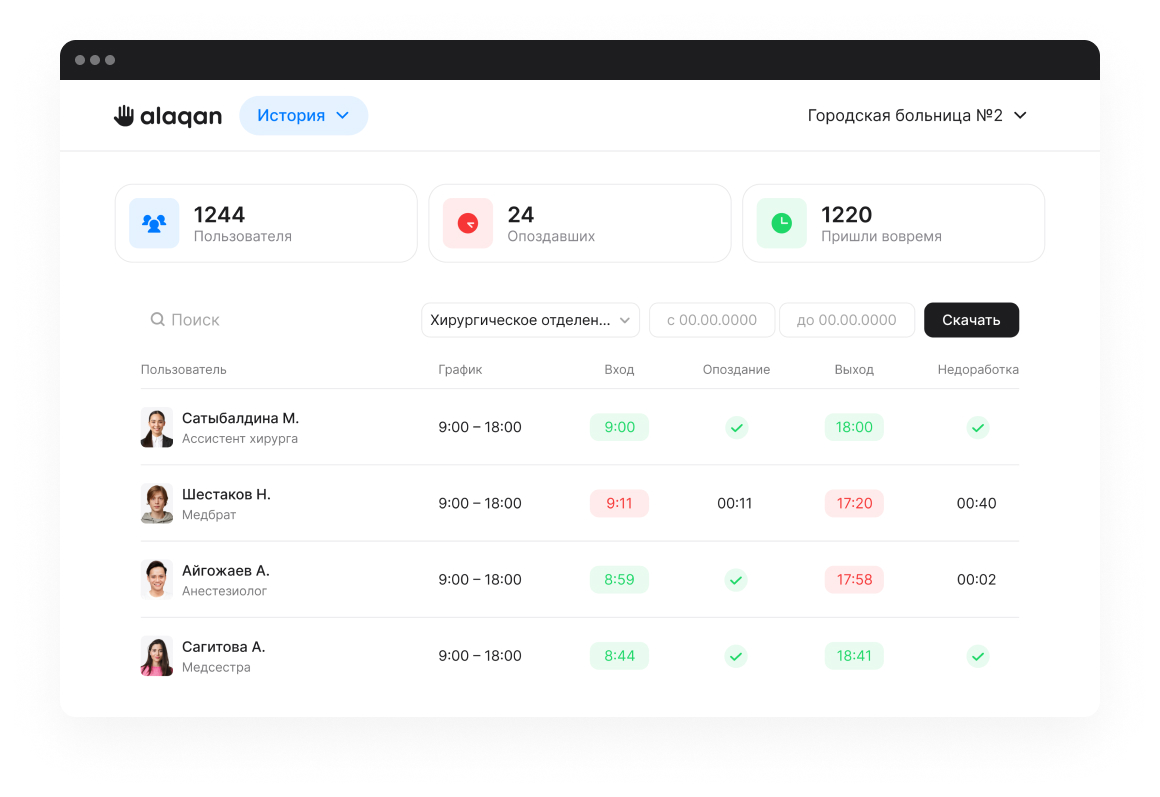 alaqan
История
Городская больница №2
1244
Пользователя
24
Опоздавших
1220
Пришли вовремя
Поиск
Хирургическое отделен...
с 00.00.0000
до 00.00.0000
Скачать
Пользователь График Вход Опоздание Выход Недоработка
Сатыбалдина М.
Ассистент хирурга
9:00 – 18:00 9:00 18:00
Шестаков Н.
Медбрат
9:00 – 18:00 9:11 00:11 17:20 00:40
Айгожаев А.
Анестезиолог
9:00 – 18:00 8:59 17:58 00:02
Сагитова А.
Медсестра
9:00 – 18:00 8:44 18:41